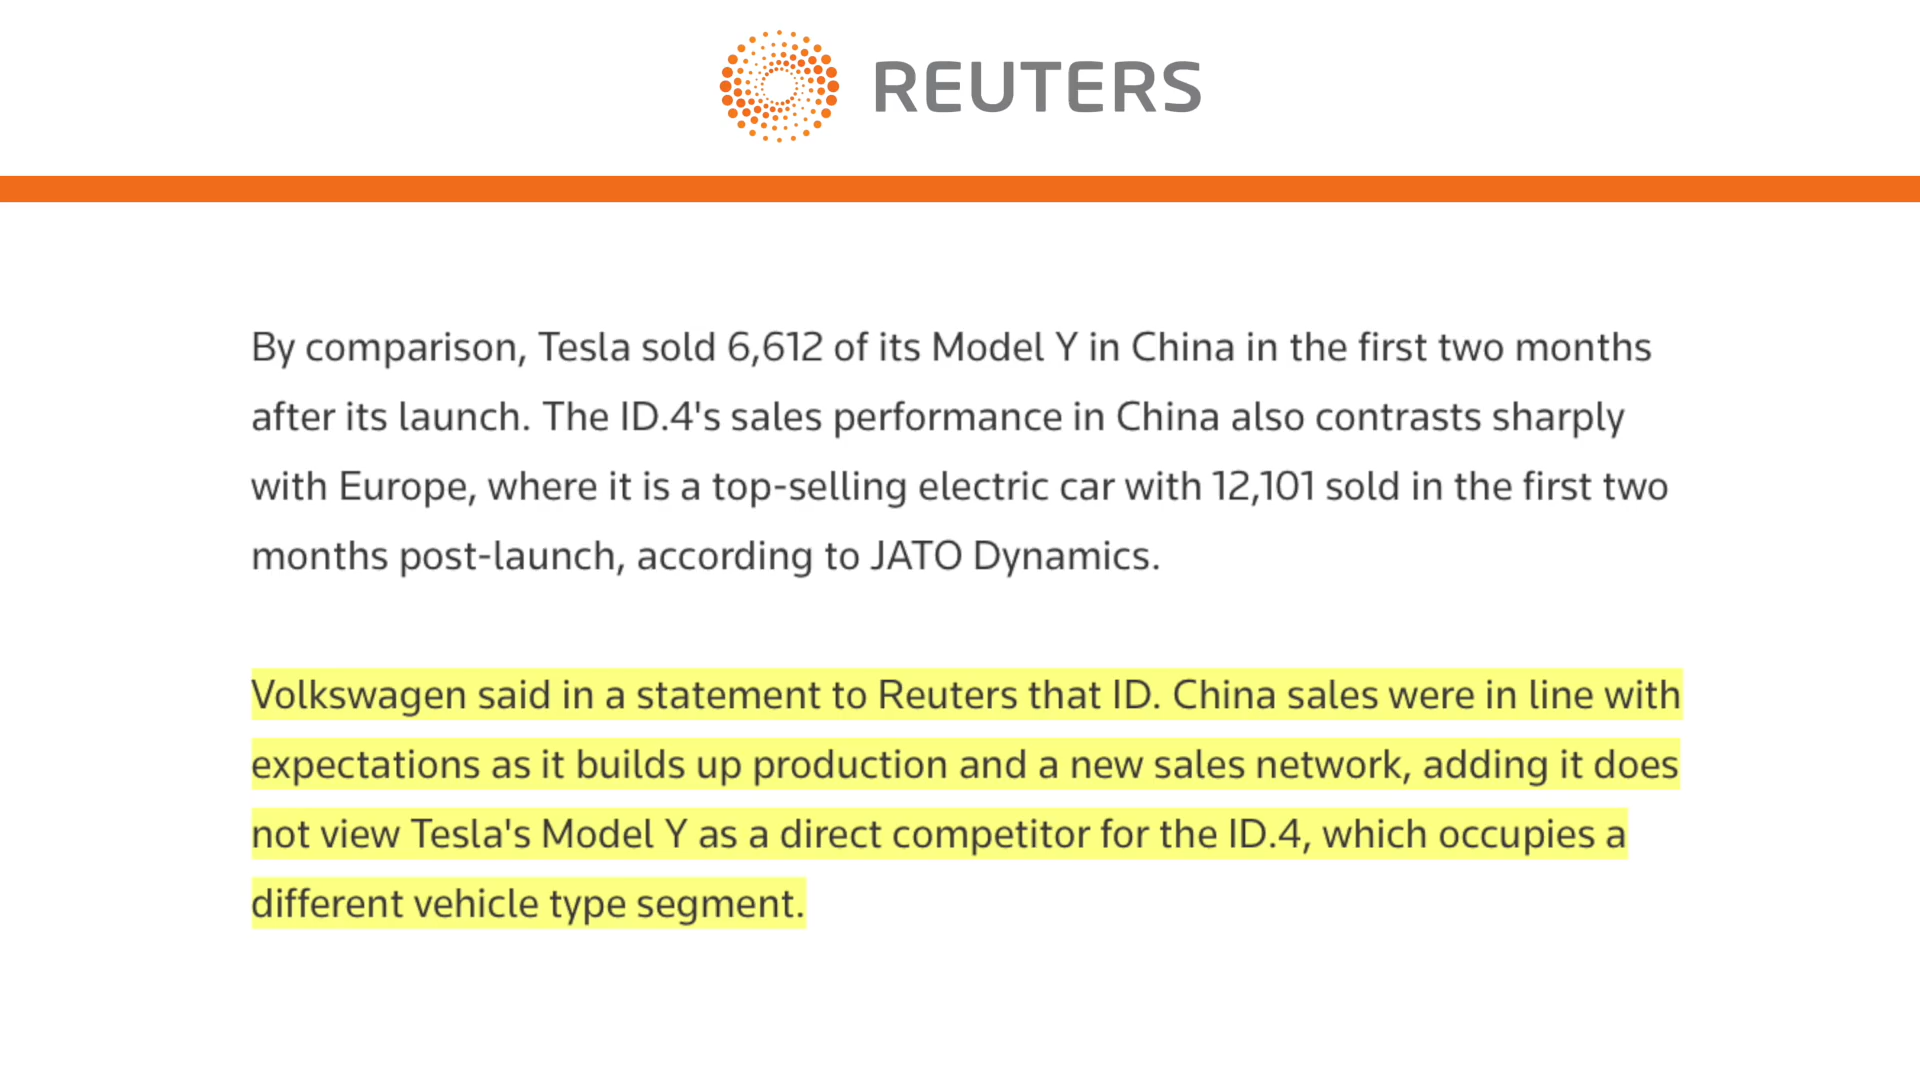 REUTERS
By comparison, Tesla sold 6,612 of its Model Y in China in the first two months
after its launch. The ID.4's sales performance in China also contrasts sharply
with Europe, where it is a top-selling electric car with 12,101 sold in the first two
months post-launch, according to JATO Dynamics.
Volkswagen said in a statement to Reuters that ID. China sales were in line with
expectations as it builds up production and a new sales network, adding it does
not view Tesla's Model Y as a direct competitor for the ID.4, which occupies a
different vehicle type segment.